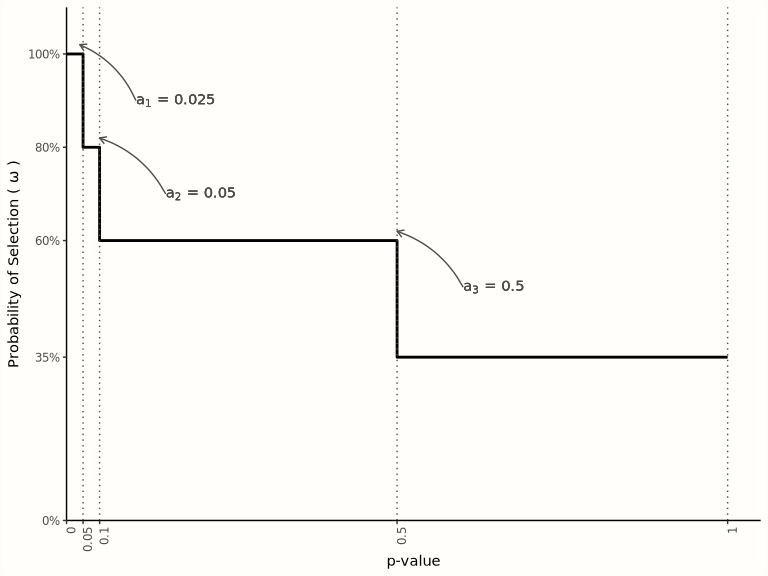 100%
a₁ = 0.025
80%
a₂ = 0.05
60%
a₃ = 0.5
35%
0%
Probability of Selection ( ω )
0
0.05
0.1
0.5
1
p-value